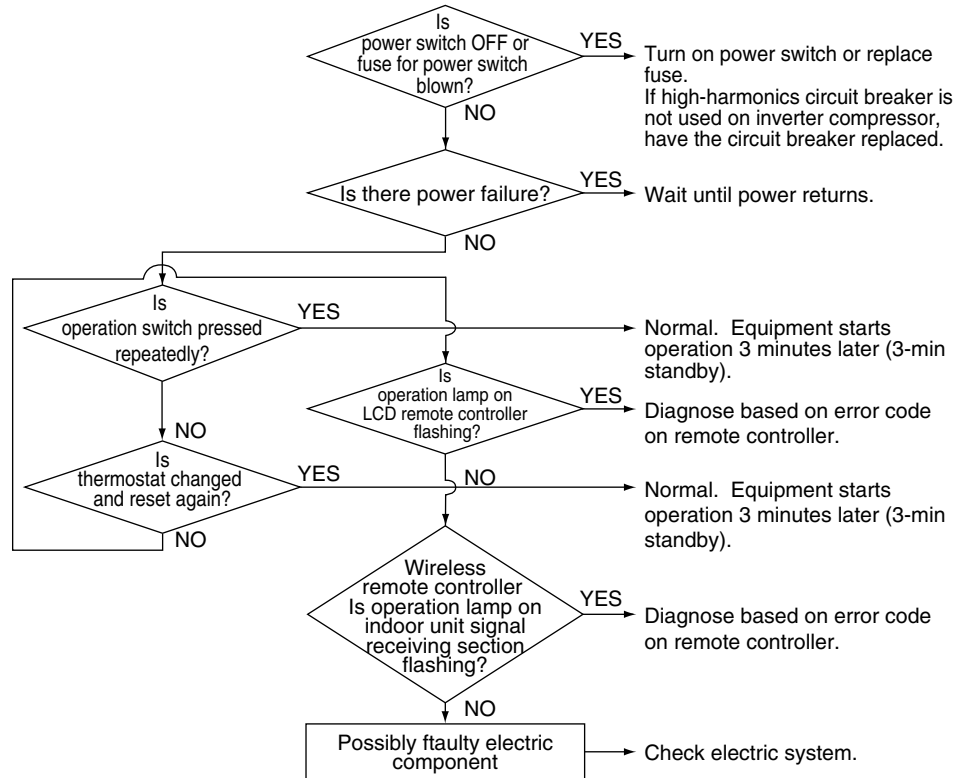 Is
power switch OFF or
fuse for power switch
blown?
YES
Turn on power switch or replace
fuse.
If high-harmonics circuit breaker is
not used on inverter compressor,
have the circuit breaker replaced.
NO
Is there power failure?
YES
Wait until power returns.
NO
Is
operation switch pressed
repeatedly?
YES
Normal. Equipment starts
operation 3 minutes later (3-min
standby).
NO
Is
operation lamp on
LCD remote controller
flashing?
YES
Diagnose based on error code
on remote controller.
NO
Is
thermostat changed
and reset again?
YES
Normal. Equipment starts
operation 3 minutes later (3-min
standby).
NO
Wireless
remote controller
Is operation lamp on
indoor unit signal
receiving section
flashing?
YES
Diagnose based on error code
on remote controller.
NO
Possibly ftaulty electric
component
Check electric system.